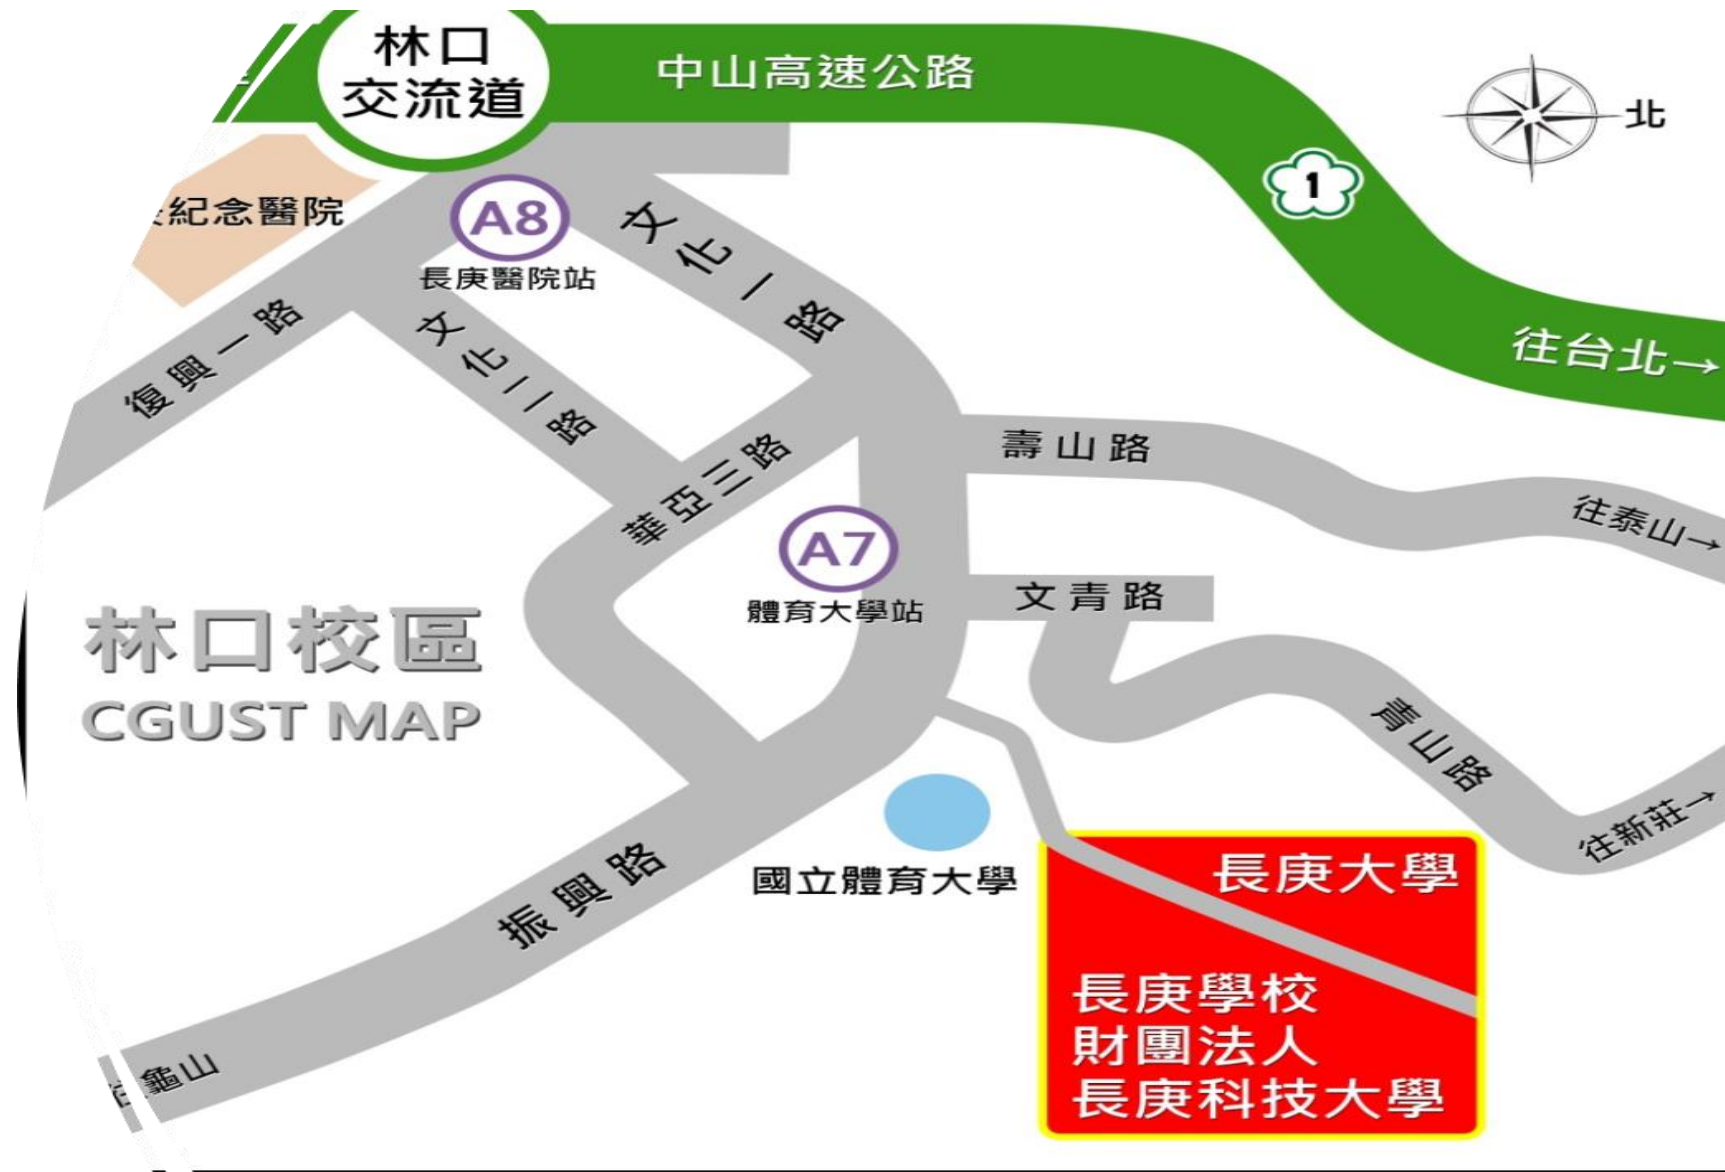 林口
交流道
中山高速公路
北
1
紀念醫院
A8
長庚醫院站
文化一路
往台北→
復興一路
文化二路
華亞三路
壽山路
往泰山→
A7
體育大學站
文青路
林口校區
CGUST MAP
青山路
往新莊→
國立體育大學
振興路
長庚大學
長庚學校
財團法人
長庚科技大學
龜山